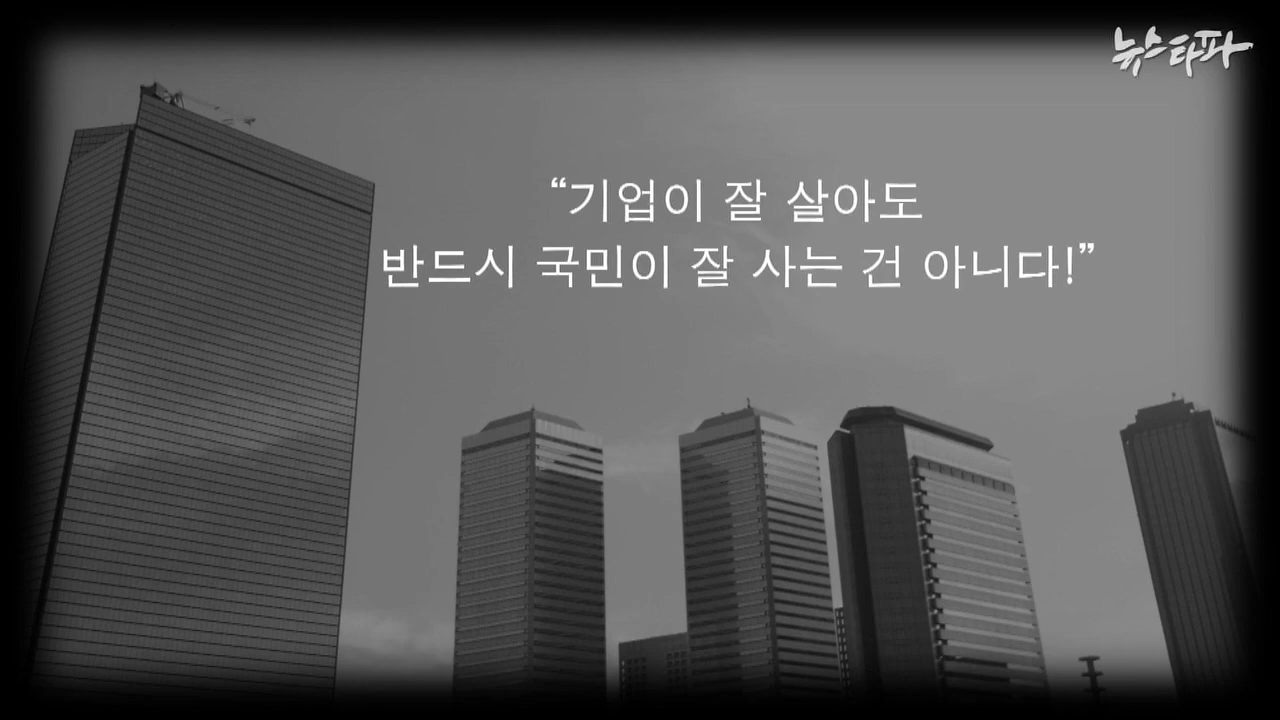 뉴스타파
“기업이 잘 살아도
반드시 국민이 잘 사는 건 아니다!”